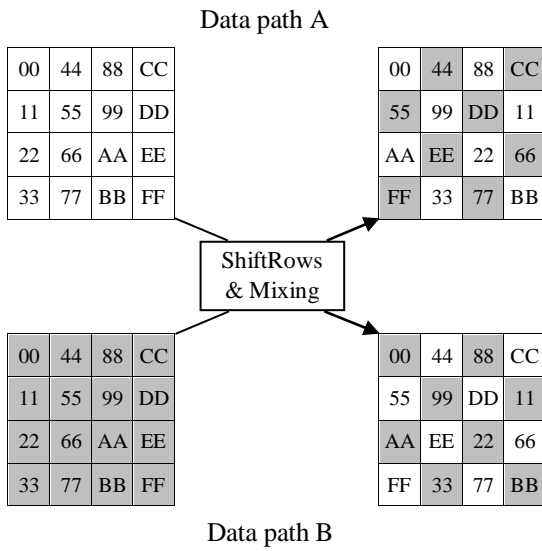 Data path A
00 44 88 CC
11 55 99 DD
22 66 AA EE
33 77 BB FF
00 44 88 CC
55 99 DD 11
AA EE 22 66
FF 33 77 BB
ShiftRows
& Mixing
00 44 88 CC
11 55 99 DD
22 66 AA EE
33 77 BB FF
00 44 88 CC
55 99 DD 11
AA EE 22 66
FF 33 77 BB
Data path B